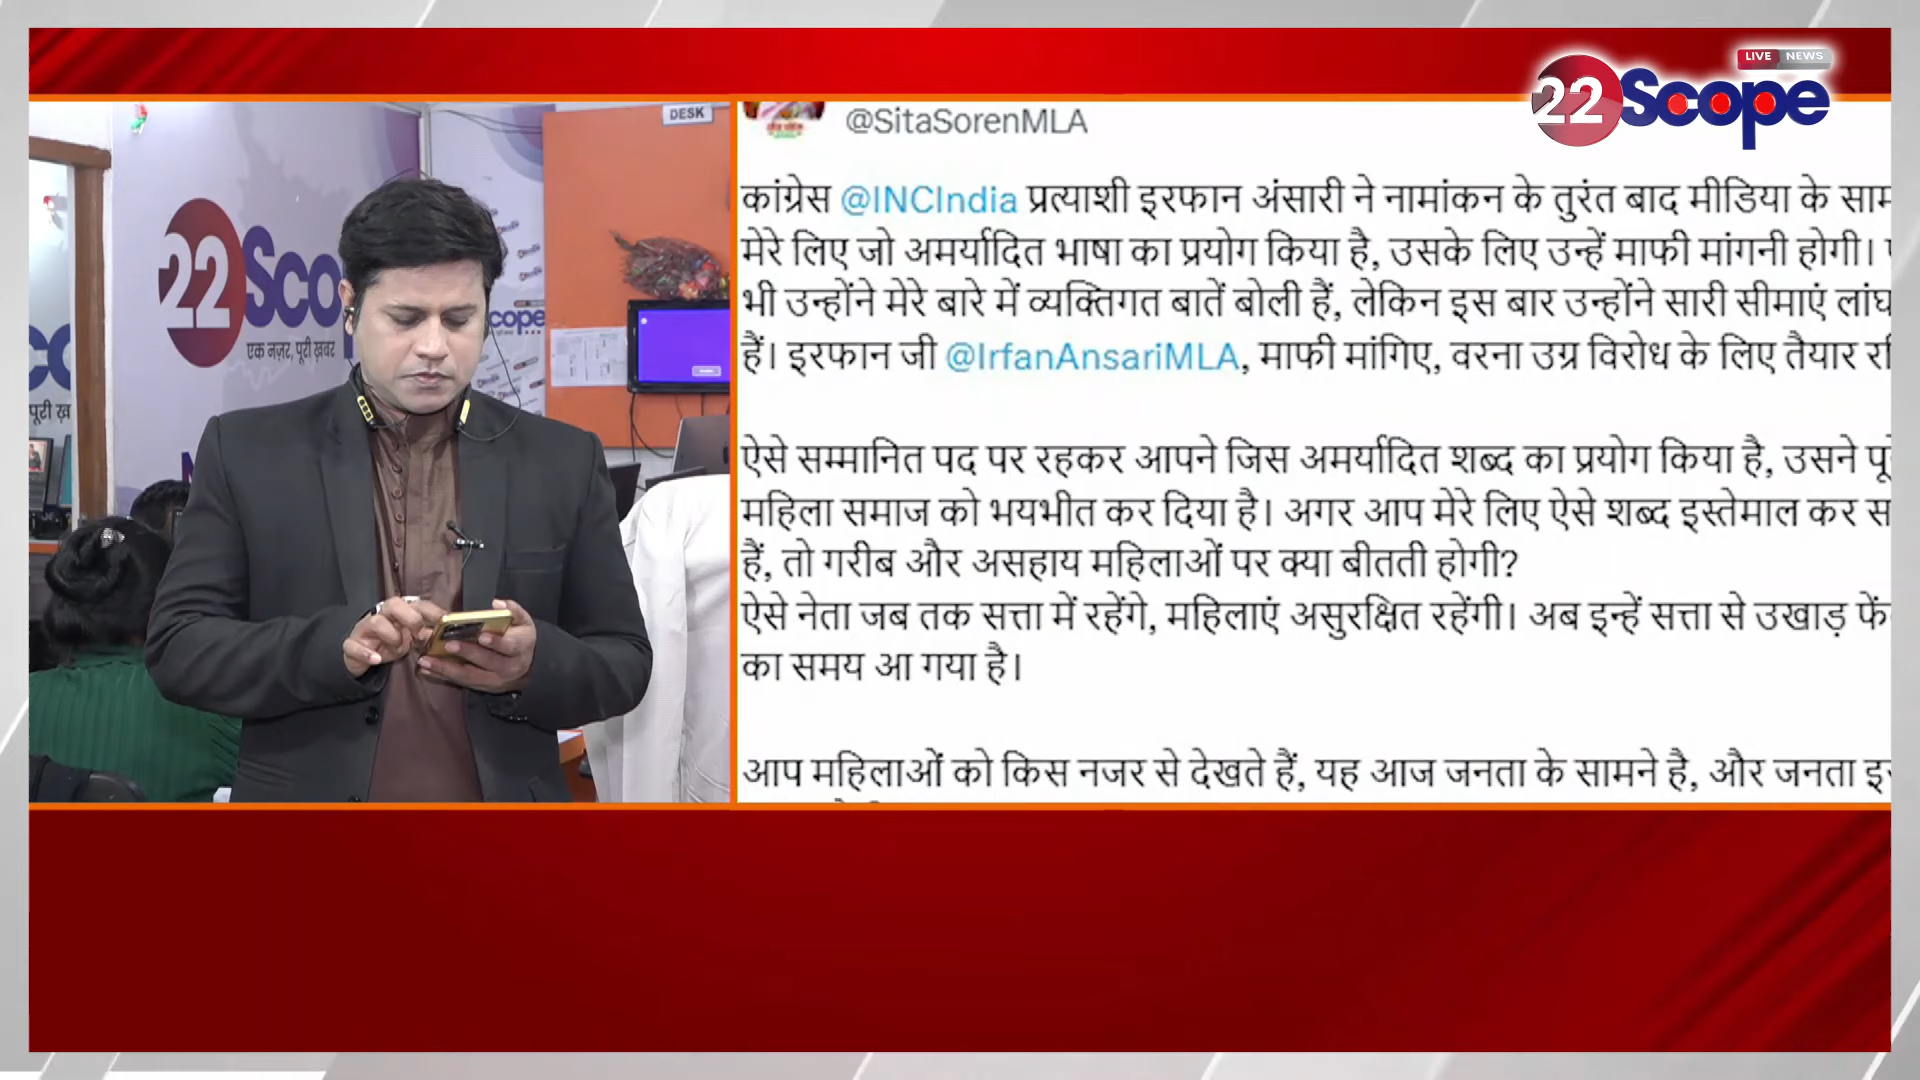 LIVE NEWS
22Scope
DESK
22Sco
एक नज़र, पूरी ख़बर
cope
पूरी ख़
@SitaSorenMLA
कांग्रेस @INCIndia प्रत्याशी इरफान अंसारी ने नामांकन के तुरंत बाद मीडिया के साम
मेरे लिए जो अमर्यादित भाषा का प्रयोग किया है, उसके लिए उन्हें माफी मांगनी होगी।
भी उन्होंने मेरे बारे में व्यक्तिगत बातें बोली हैं, लेकिन इस बार उन्होंने सारी सीमाएं लांघ
हैं। इरफान जी @IrfanAnsariMLA, माफी मांगिए, वरना उग्र विरोध के लिए तैयार रहि
ऐसे सम्मानित पद पर रहकर आपने जिस अमर्यादित शब्द का प्रयोग किया है, उसने पू
महिला समाज को भयभीत कर दिया है। अगर आप मेरे लिए ऐसे शब्द इस्तेमाल कर स
हैं, तो गरीब और असहाय महिलाओं पर क्या बीतती होगी?
ऐसे नेता जब तक सत्ता में रहेंगे, महिलाएं असुरक्षित रहेंगी। अब इन्हें सत्ता से उखाड़ फें
का समय आ गया है।
आप महिलाओं को किस नजर से देखते हैं, यह आज जनता के सामने है, और जनता इ